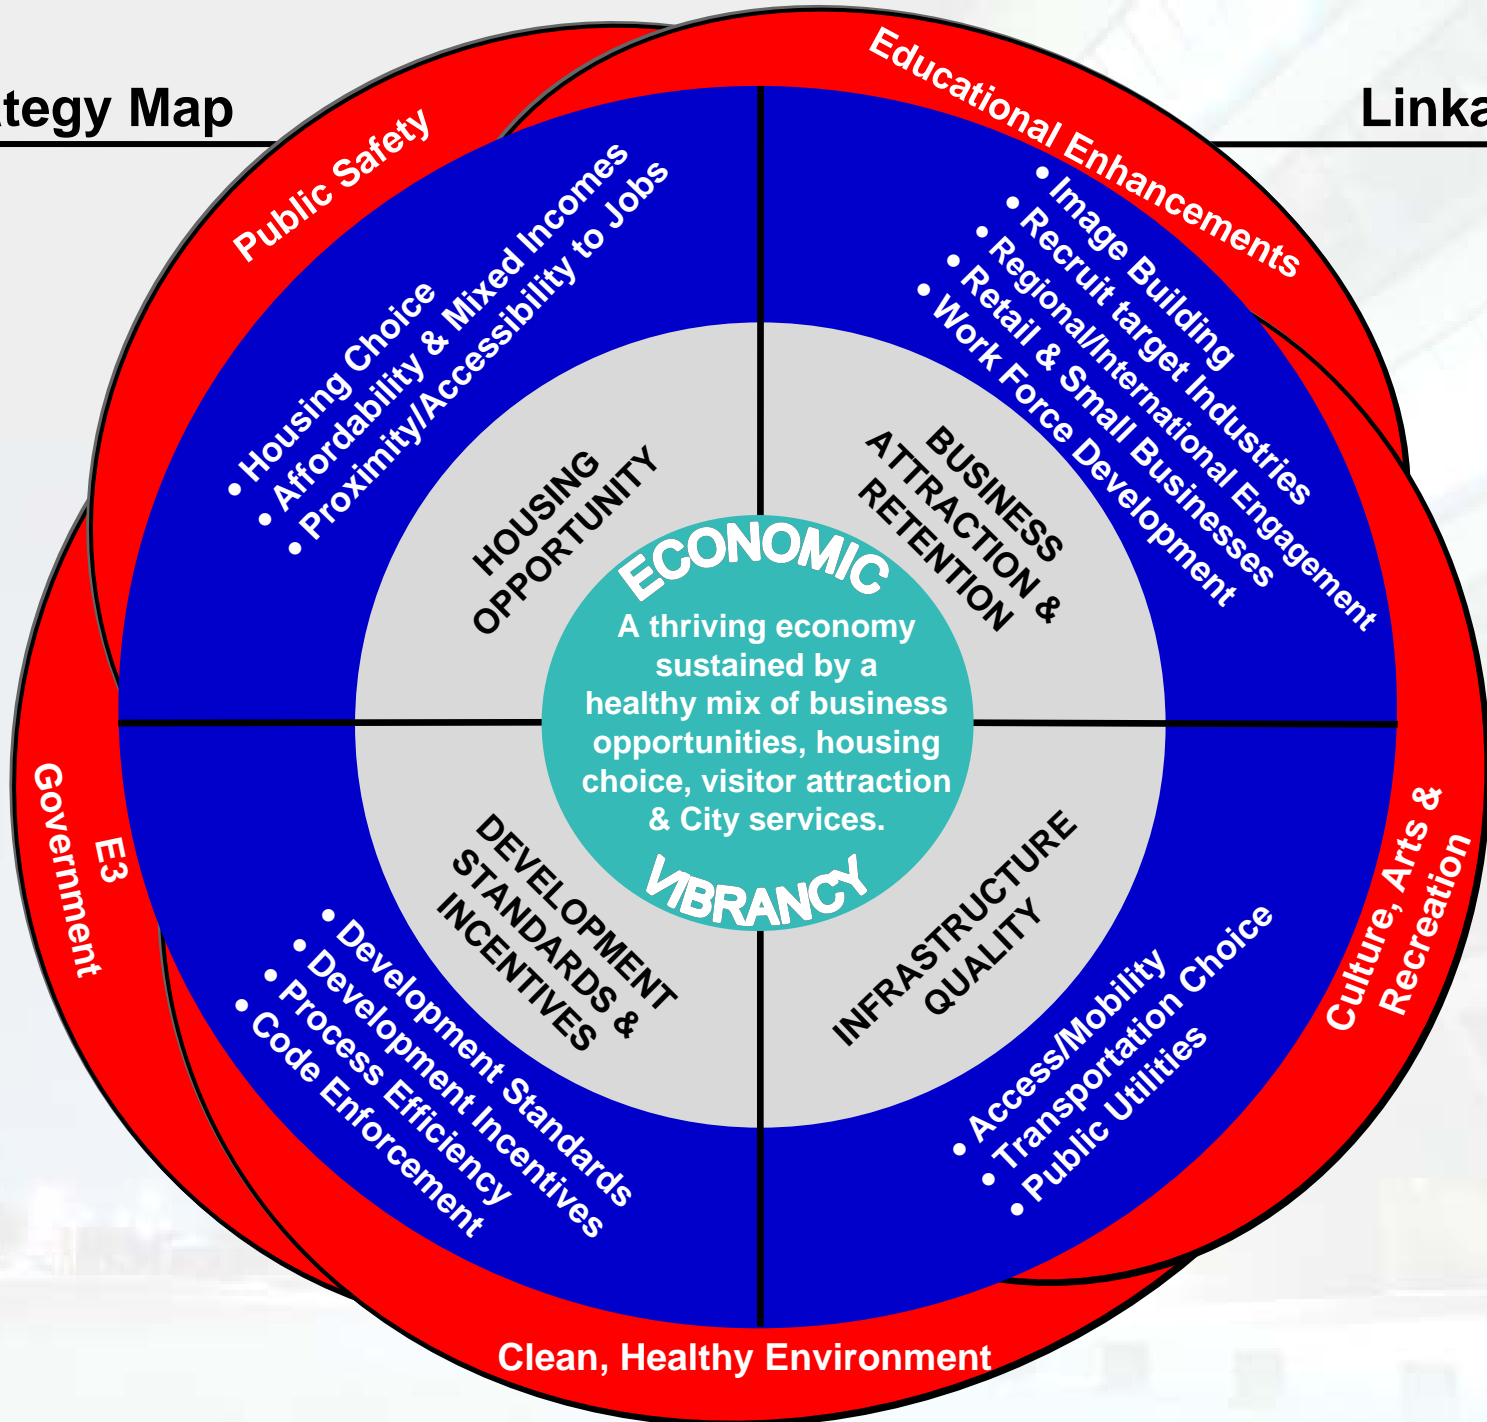 ategy Map
Linka
Public Safety
Educational Enhancements
• Housing Choice
• Affordability & Mixed Incomes
• Proximity/Accessibility to Jobs
• Image Building
• Recruit target Industries
• Regional/International Engagement
• Retail & Small Businesses
• Work Force Development
HOUSING
OPPORTUNITY
BUSINESS
ATTRACTION &
RETENTION
ECONOMIC
A thriving economy
sustained by a
healthy mix of business
opportunities, housing
choice, visitor attraction
& City services.
VIBRANCY
E3
Government
Culture, Arts &
Recreation
DEVELOPMENT
STANDARDS &
INCENTIVES
INFRASTRUCTURE
QUALITY
• Development Standards
• Development Incentives
• Process Efficiency
• Code Enforcement
• Access/Mobility
• Transportation Choice
• Public Utilities
Clean, Healthy Environment